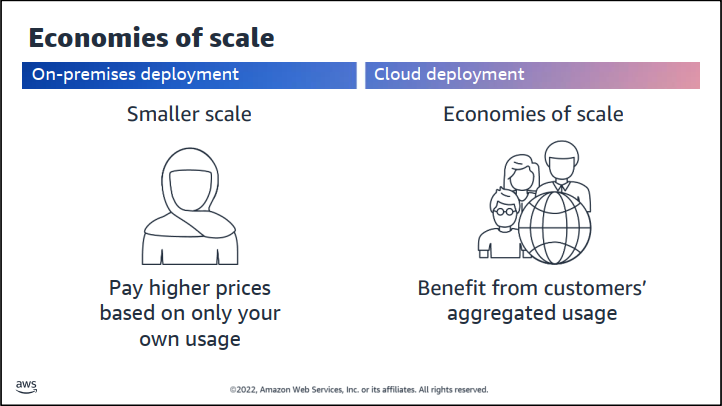 Economies of scale
On-premises deployment
Cloud deployment
Smaller scale
Economies of scale
Pay higher prices
based on only your
own usage
Benefit from customers’
aggregated usage
aws
©2022, Amazon Web Services, Inc. or its affiliates. All rights reserved.